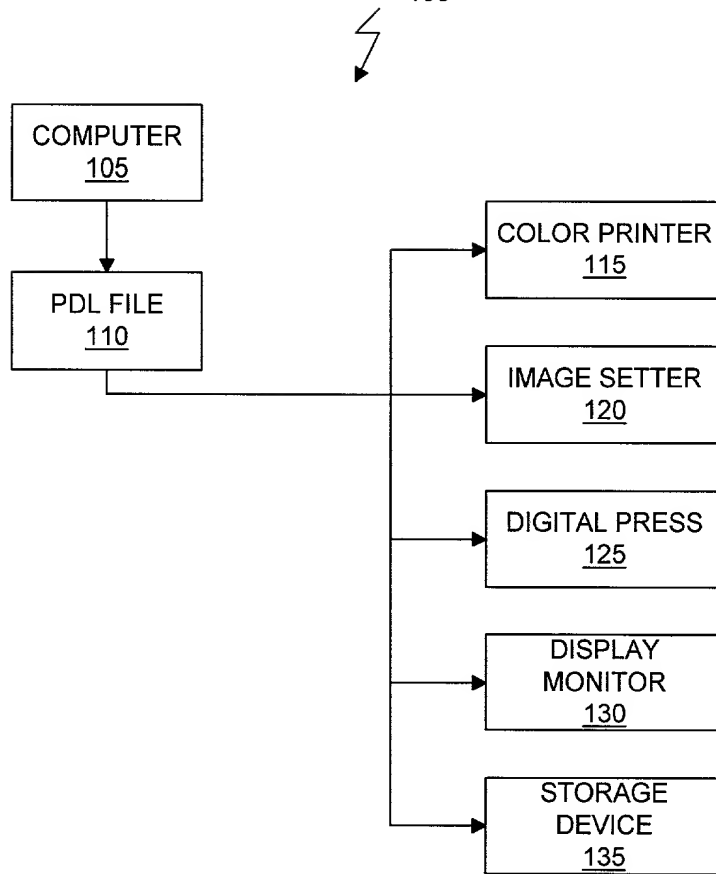 COMPUTER
105
PDL FILE
110
COLOR PRINTER
115
IMAGE SETTER
120
DIGITAL PRESS
125
DISPLAY
MONITOR
130
STORAGE
DEVICE
135